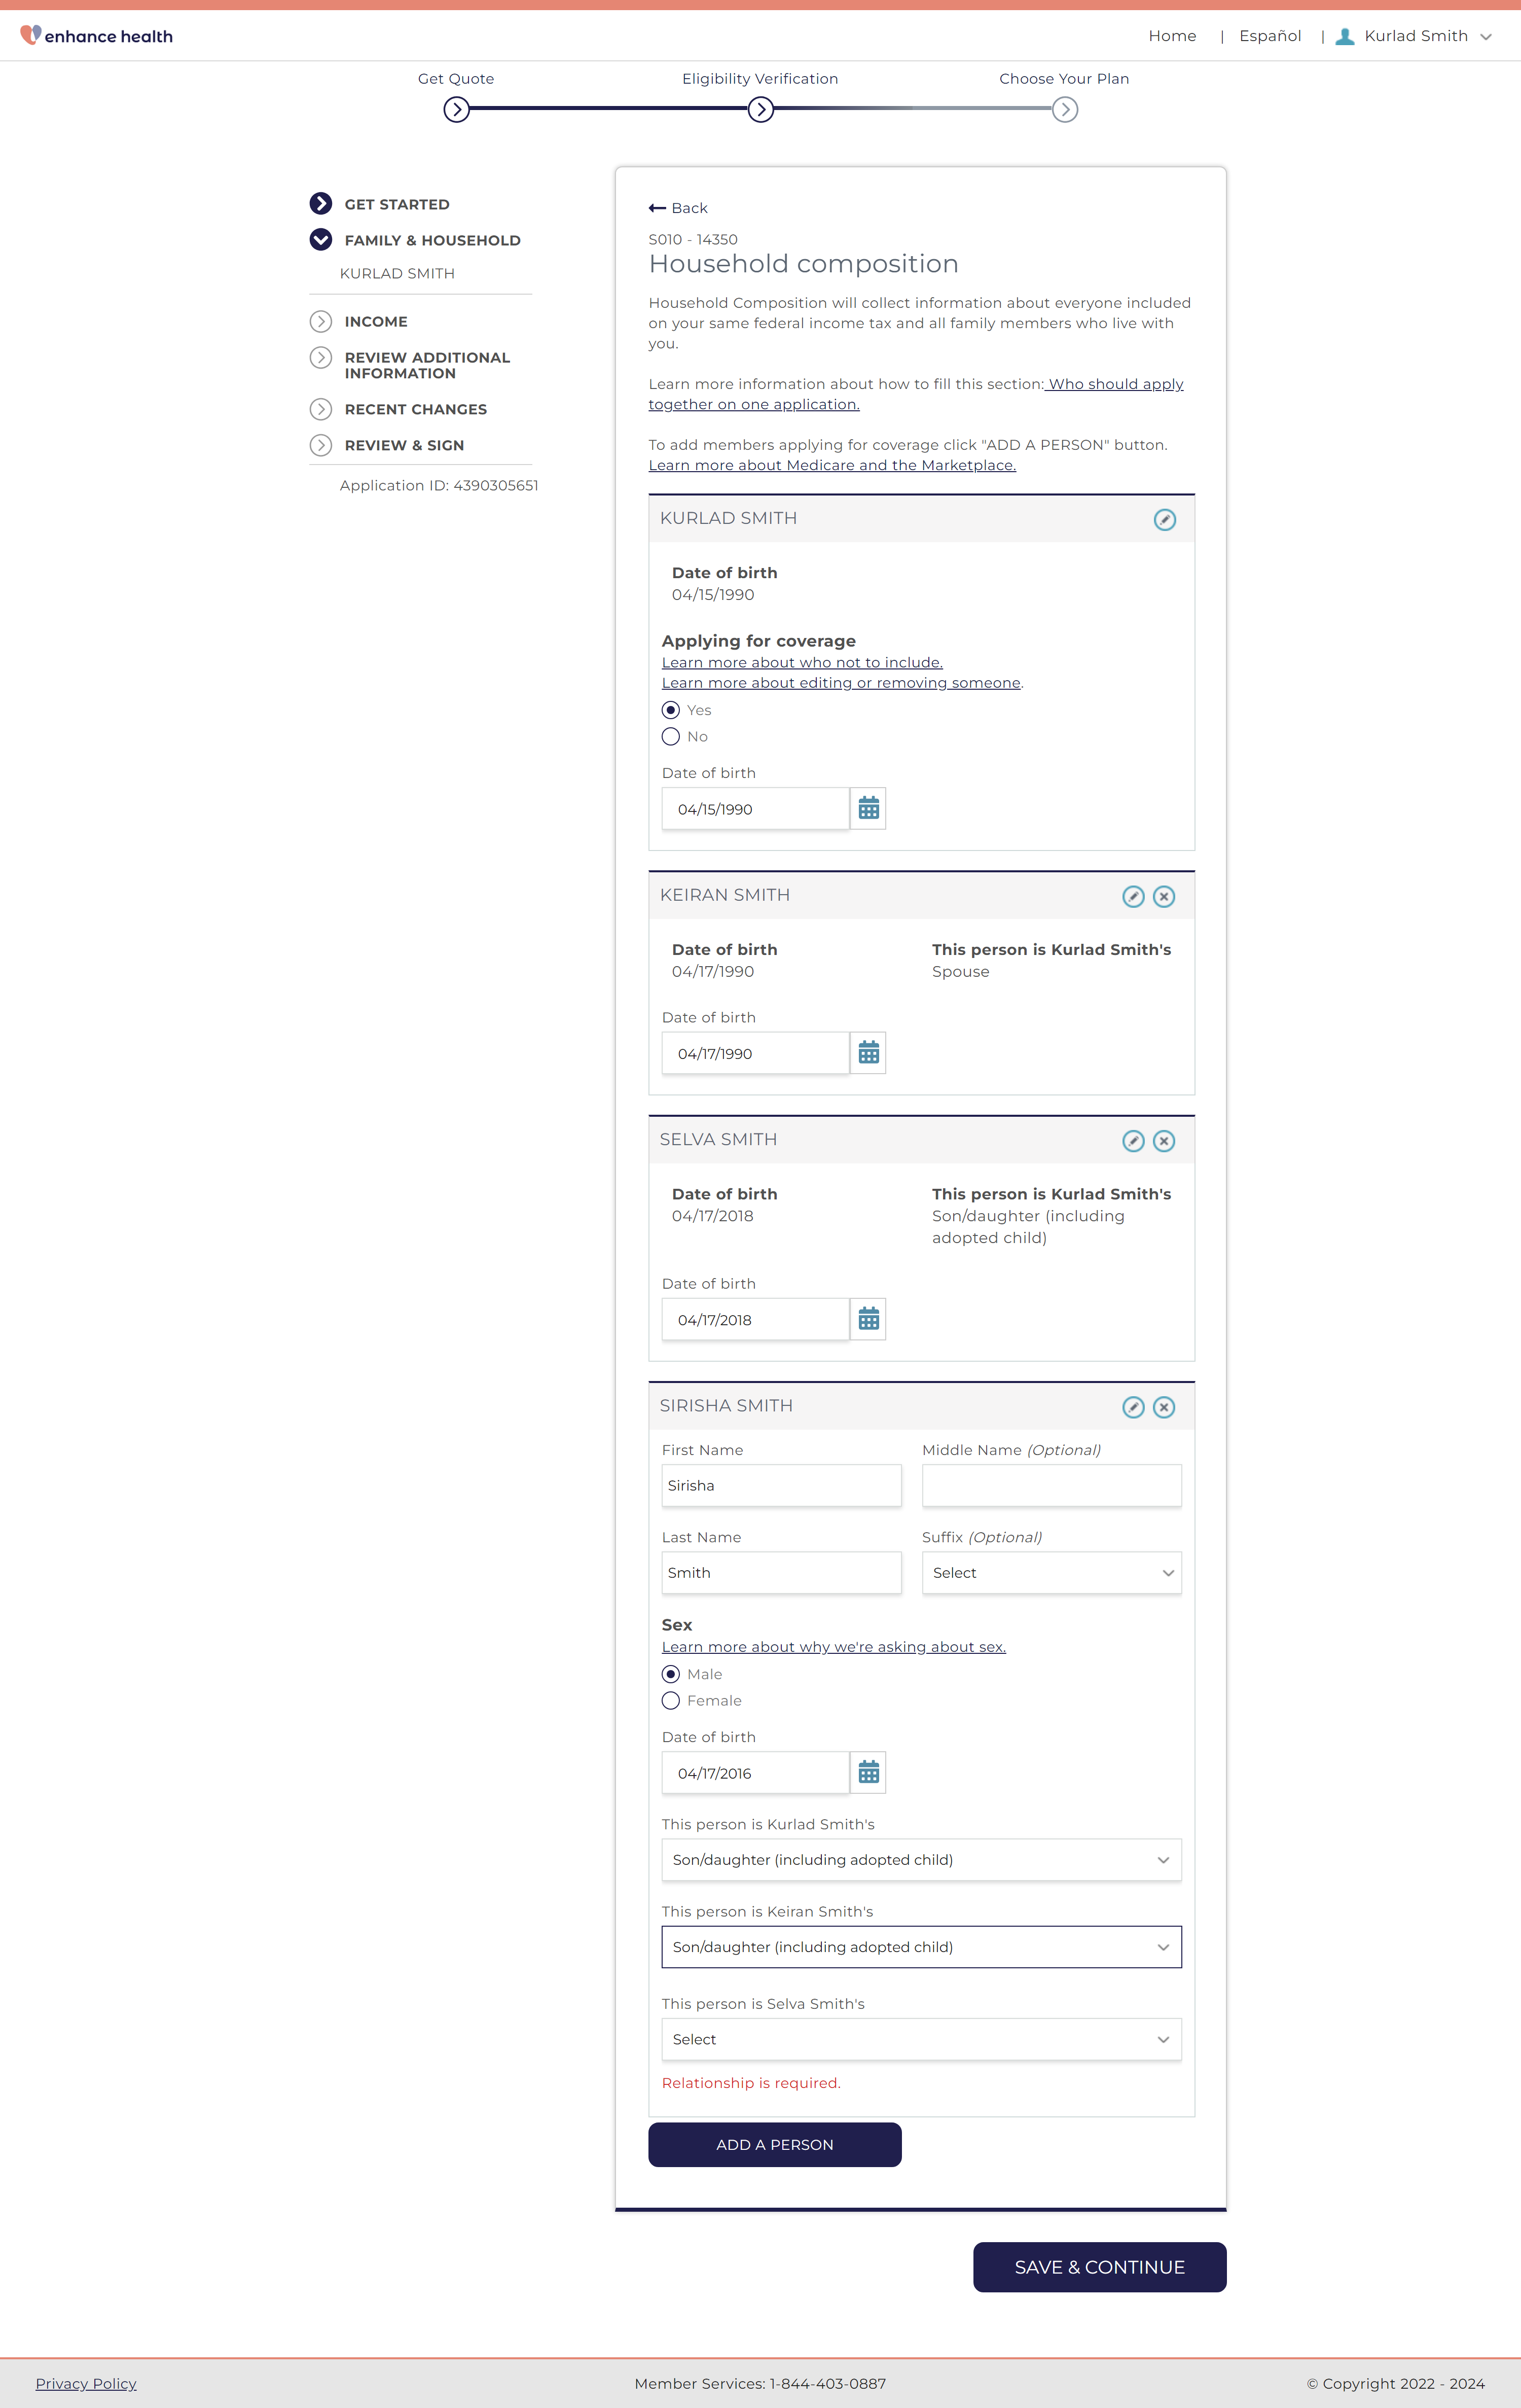 enhance health
Home | Español | Kurlad Smith
Get Quote
Eligibility Verification
Choose Your Plan
GET STARTED
FAMILY & HOUSEHOLD
KURLAD SMITH
INCOME
REVIEW ADDITIONAL
INFORMATION
RECENT CHANGES
REVIEW & SIGN
Application ID: 4390305651
Back
S010 - 14350
Household composition
Household Composition will collect information about everyone included
on your same federal income tax and all family members who live with
you.
Learn more information about how to fill this section: Who should apply
together on one application.
To add members applying for coverage click "ADD A PERSON" button.
Learn more about Medicare and the Marketplace.
KURLAD SMITH
Date of birth
04/15/1990
Applying for coverage
Learn more about who not to include.
Learn more about editing or removing someone.
Yes
No
Date of birth
04/15/1990
KEIRAN SMITH
Date of birth
04/17/1990
This person is Kurlad Smith's
Spouse
Date of birth
04/17/1990
SELVA SMITH
Date of birth
04/17/2018
This person is Kurlad Smith's
Son/daughter (including
adopted child)
Date of birth
04/17/2018
SIRISHA SMITH
First Name
Sirisha
Middle Name (Optional)
Last Name
Smith
Suffix (Optional)
Select
Sex
Learn more about why we're asking about sex.
Male
Female
Date of birth
04/17/2016
This person is Kurlad Smith's
Son/daughter (including adopted child)
This person is Keiran Smith's
Son/daughter (including adopted child)
This person is Selva Smith's
Select
Relationship is required.
ADD A PERSON
SAVE & CONTINUE
Privacy Policy
Member Services: 1-844-403-0887
© Copyright 2022 - 2024